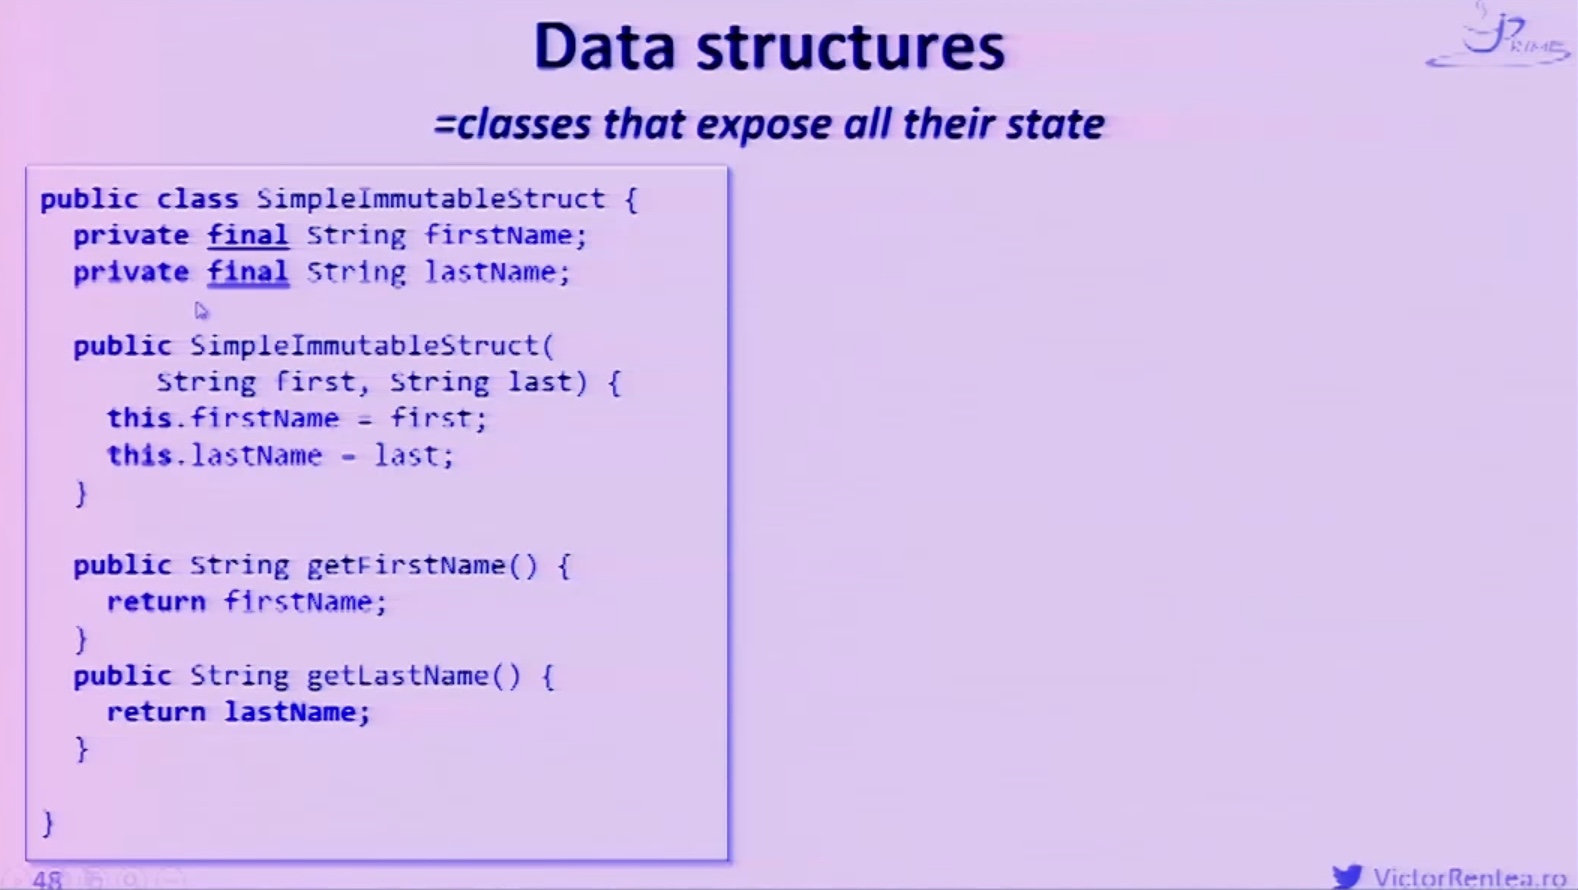 Data structures
=classes that expose all their state
JPRIME
public class SimpleImmutableStruct {
private final String firstName;
private final String lastName;
public SimpleImmutableStruct(
String first, String last) {
this.firstName = first;
this.lastName = last;
}
public String getFirstName() {
return firstName;
}
public String getLastName() {
return lastName;
}
}
48
VictorRentea.ro